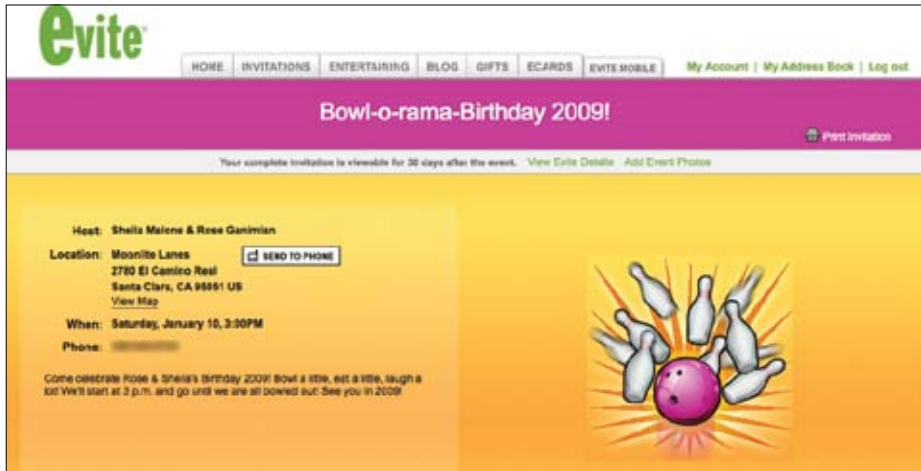 evite
HOME INVITATIONS ENTERTAINING BLOG GIFTS ECARDS EVITE MOBILE My Account | My Address Book | Log out
Bowl-o-rama-Birthday 2009!
Print Invitation
Your complete invitation is viewable for 30 days after the event. View Evite Details Add Event Photos
Host: Sheila Malone & Rose Ganimian
Location: Moonlite Lanes SEND TO PHONE
2780 El Camino Real
Santa Clara, CA 95051 US
View Map
When: Saturday, January 10, 3:00PM
Phone:
Come celebrate Rose & Sheila's Birthday 2009! Bowl a little, eat a little, laugh a
lot! We'll start at 3 p.m. and go until we are all bowled out! See you in 2009!